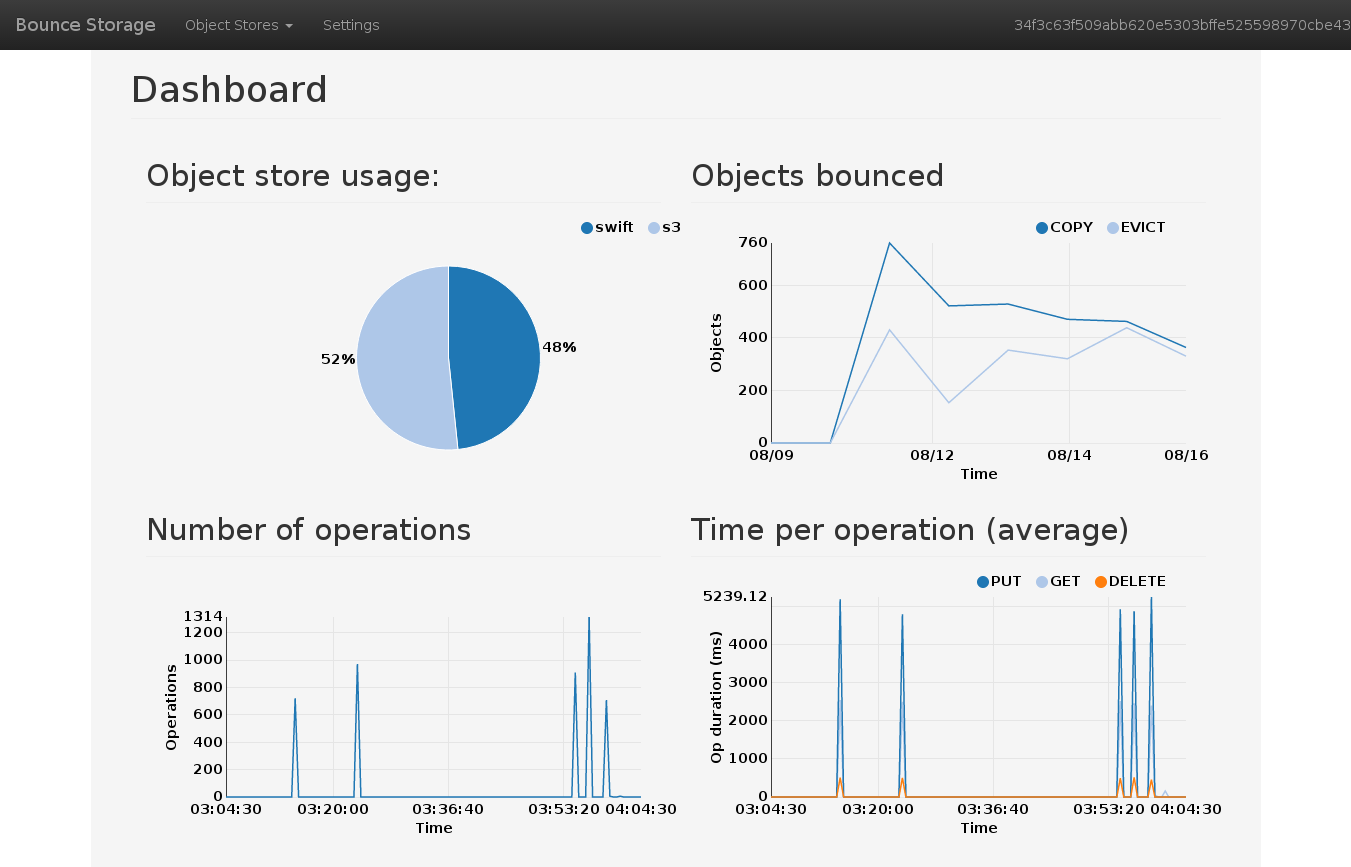 Bounce Storage Object Stores Settings 34f3c63f509abb620e5303bffe525598970cbe43
Dashboard
Object store usage:
swift s3
52% 48%
Objects bounced
COPY EVICT
760
600
400
200
0
Objects
08/09 08/12 08/14 08/16
Time
Number of operations
1314
1200
1000
800
600
400
200
0
Operations
03:04:30 03:20:00 03:36:40 03:53:20 04:04:30
Time
Time per operation (average)
PUT GET DELETE
5239.12
4000
3000
2000
1000
0
Op duration (ms)
03:04:30 03:20:00 03:36:40 03:53:20 04:04:30
Time